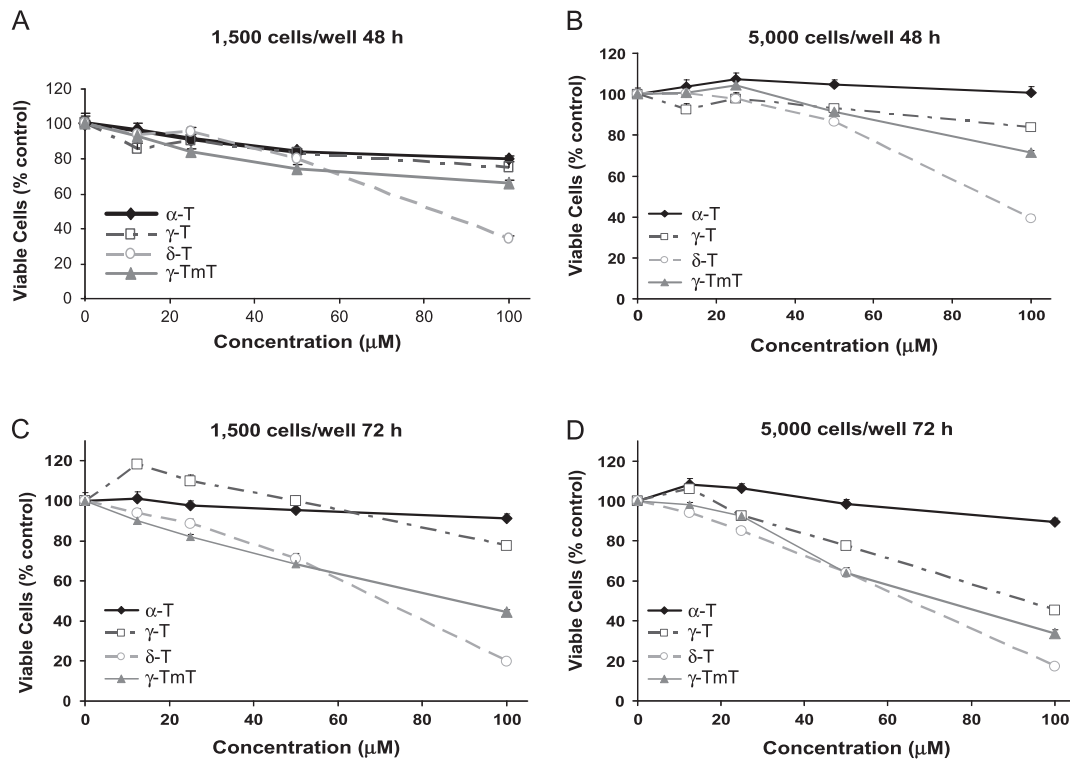 A
1,500 cells/well 48 h
Viable Cells (% control)
120
100
80
60
40
20
0
α-T
γ-T
δ-T
γ-TmT
0 20 40 60 80 100
Concentration (μM)
B
5,000 cells/well 48 h
Viable Cells (% control)
120
100
80
60
40
20
0
α-T
γ-T
δ-T
γ-TmT
0 20 40 60 80 100
Concentration (μM)
C
1,500 cells/well 72 h
Viable Cells (% control)
120
100
80
60
40
20
0
α-T
γ-T
δ-T
γ-TmT
0 20 40 60 80 100
Concentration (μM)
D
5,000 cells/well 72 h
Viable Cells (% control)
120
100
80
60
40
20
0
α-T
γ-T
δ-T
γ-TmT
0 20 40 60 80 100
Concentration (μM)